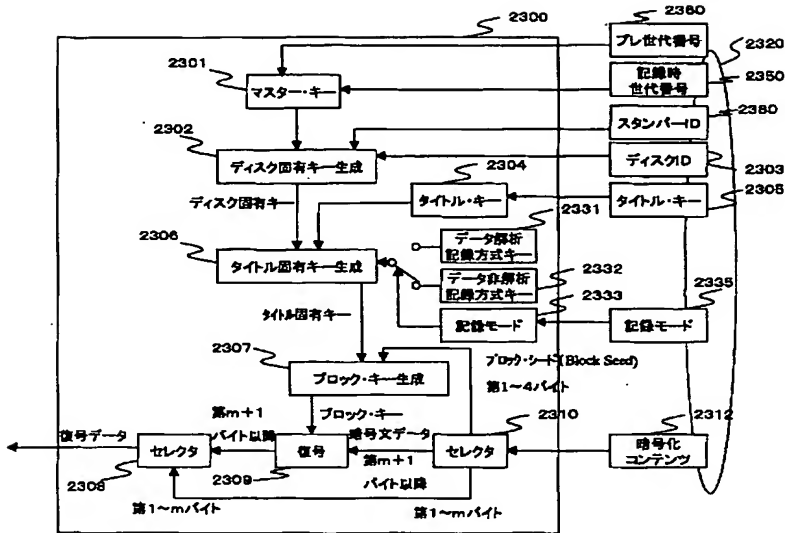 2300
2360
プレ世代番号
2320
2301
マスター・キー
記録時
世代番号
2350
2302
スタンパーID
2380
ディスク固有キー生成
2304
ディスクID
2303
ディスク固有キー
タイトル・キー
2331
タイトル・キー
2305
2306
データ解析
記録方式キー
タイトル固有キー生成
データ非解析
記録方式キー
2332
2333
2335
タイトル固有キー
記録モード
記録モード
2307
ブロック・シード(Block Seed)
ブロック・キー生成
第1~4バイト
第m+1
ブロック・キー
2310
2312
復号データ
バイト以降
暗号文データ
セレクタ
復号
セレクタ
暗号化
コンテンツ
2308
2309
第m+1
バイト以降
第1~mバイト
第1~mバイト